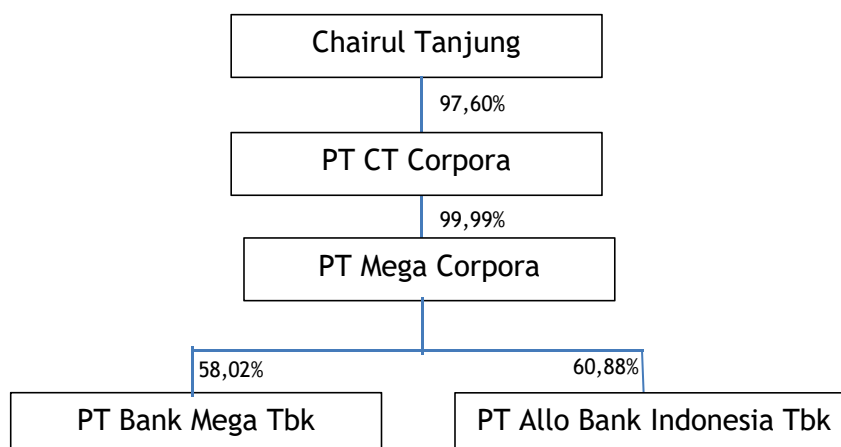 Chairul Tanjung
97,60%
PT CT Corpora
99,99%
PT Mega Corpora
58,02%
60,88%
PT Bank Mega Tbk
PT Allo Bank Indonesia Tbk